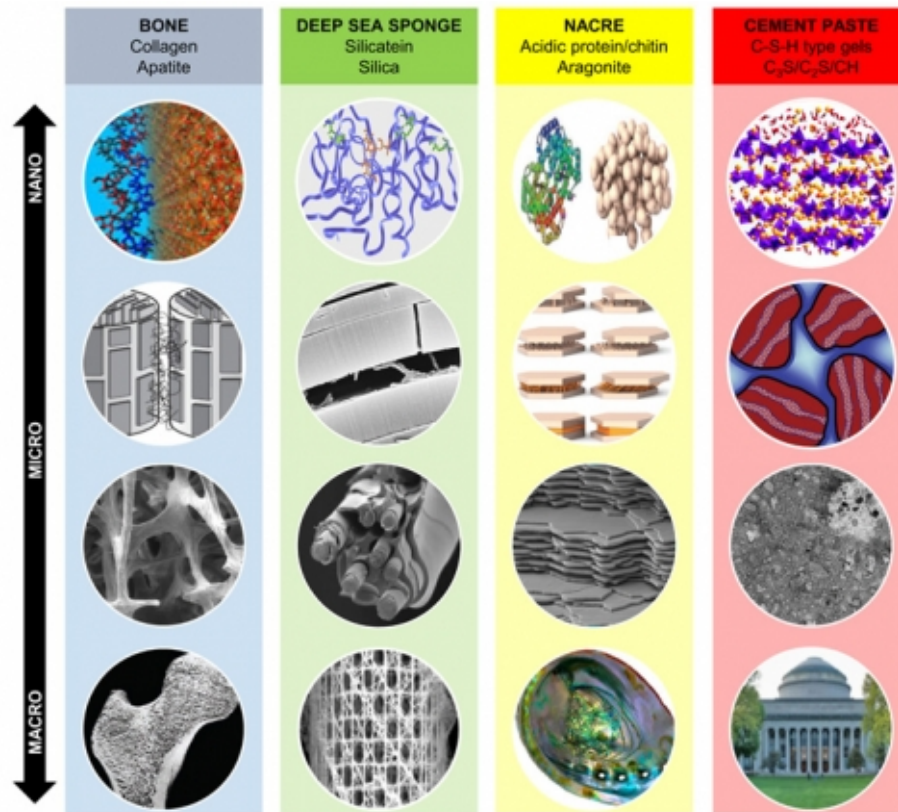 BONE
Collagen
Apatite
DEEP SEA SPONGE
Silicatein
Silica
NACRE
Acidic protein/chitin
Aragonite
CEMENT PASTE
C-S-H type gels
C₃S/C₂S/CH
NANO
MICRO
MACRO